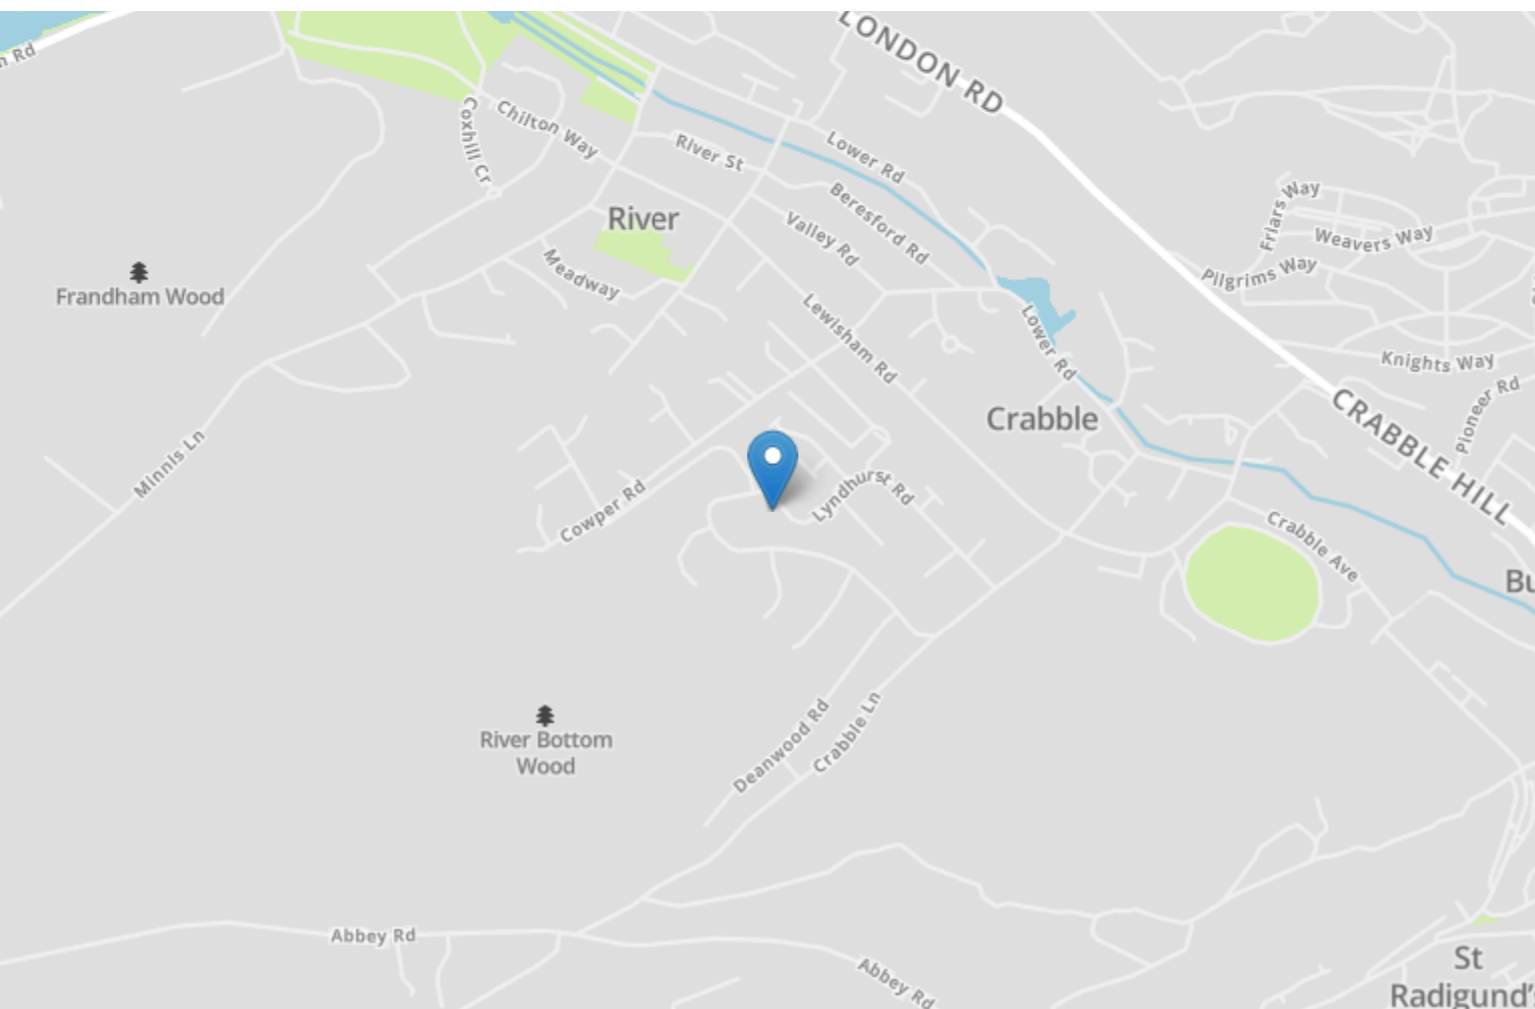 n Rd
LONDON RD
Coxhill Cr
Chilton Way
River St
Lower Rd
Beresford Rd
Valley Rd
River
Meadway
Friars Way
Weavers Way
Pilgrims Way
Frandham Wood
Lewisham Rd
Lower Rd
Knights Way
Pioneer Rd
CRABBLE HILL
Crabble
Minnis Ln
Cowper Rd
Lyndhurst Rd
Crabble Ave
Bu
River Bottom
Wood
Deanwood Rd
Crabble Ln
Abbey Rd
Abbey Rd
St
Radigund's